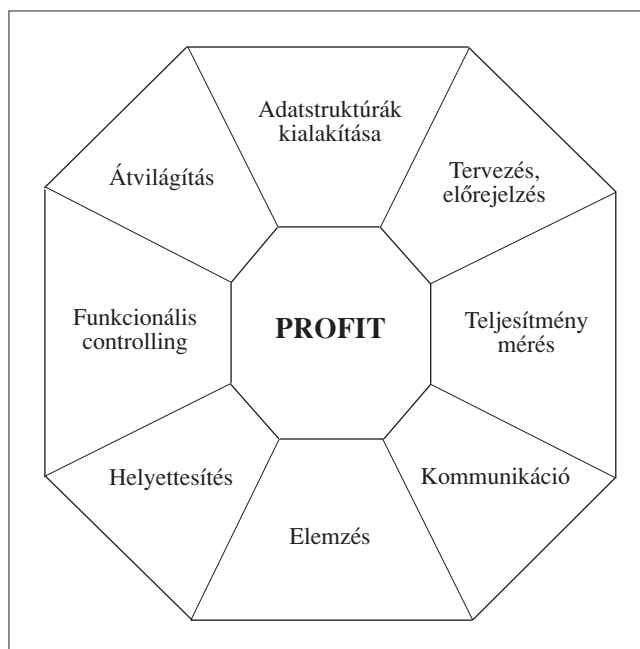 Adatstruktúrák
kialakítása
Tervezés,
előrejelzés
Teljesítmény
mérés
Kommunikáció
Elemzés
Helyettesítés
Funkcionális
controlling
Átvilágítás
PROFIT